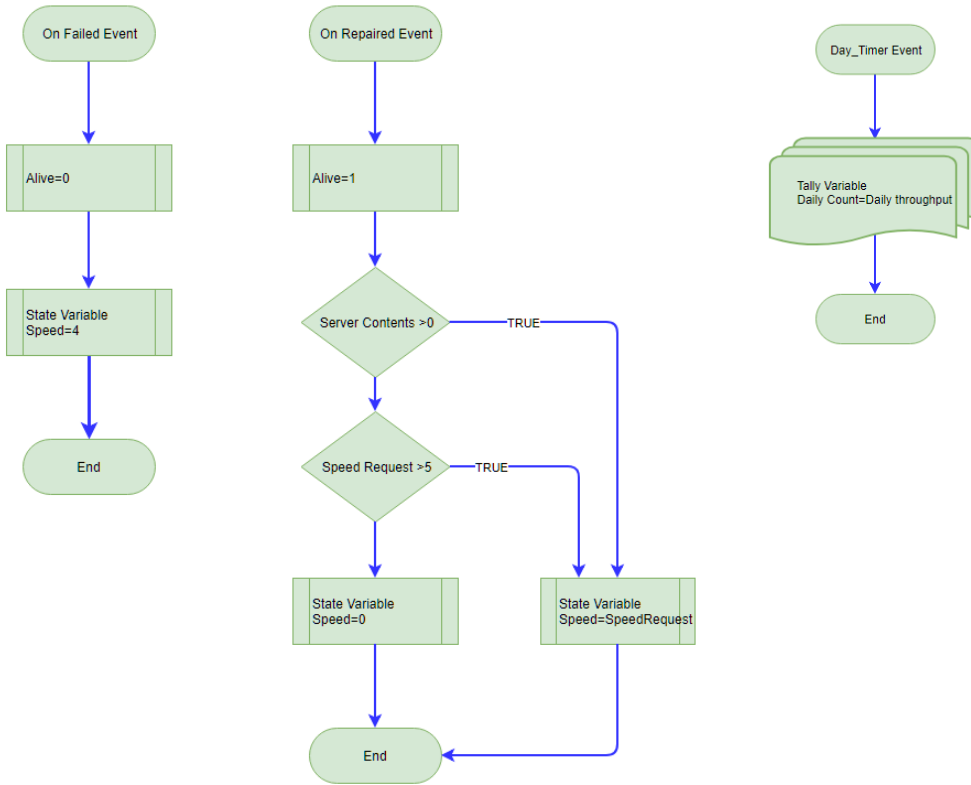 On Failed Event
Alive=0
State Variable
Speed=4
End
On Repaired Event
Alive=1
Server Contents >0
TRUE
Speed Request >5
TRUE
State Variable
Speed=0
State Variable
Speed=SpeedRequest
End
Day_Timer Event
Tally Variable
Daily Count=Daily throughput
End